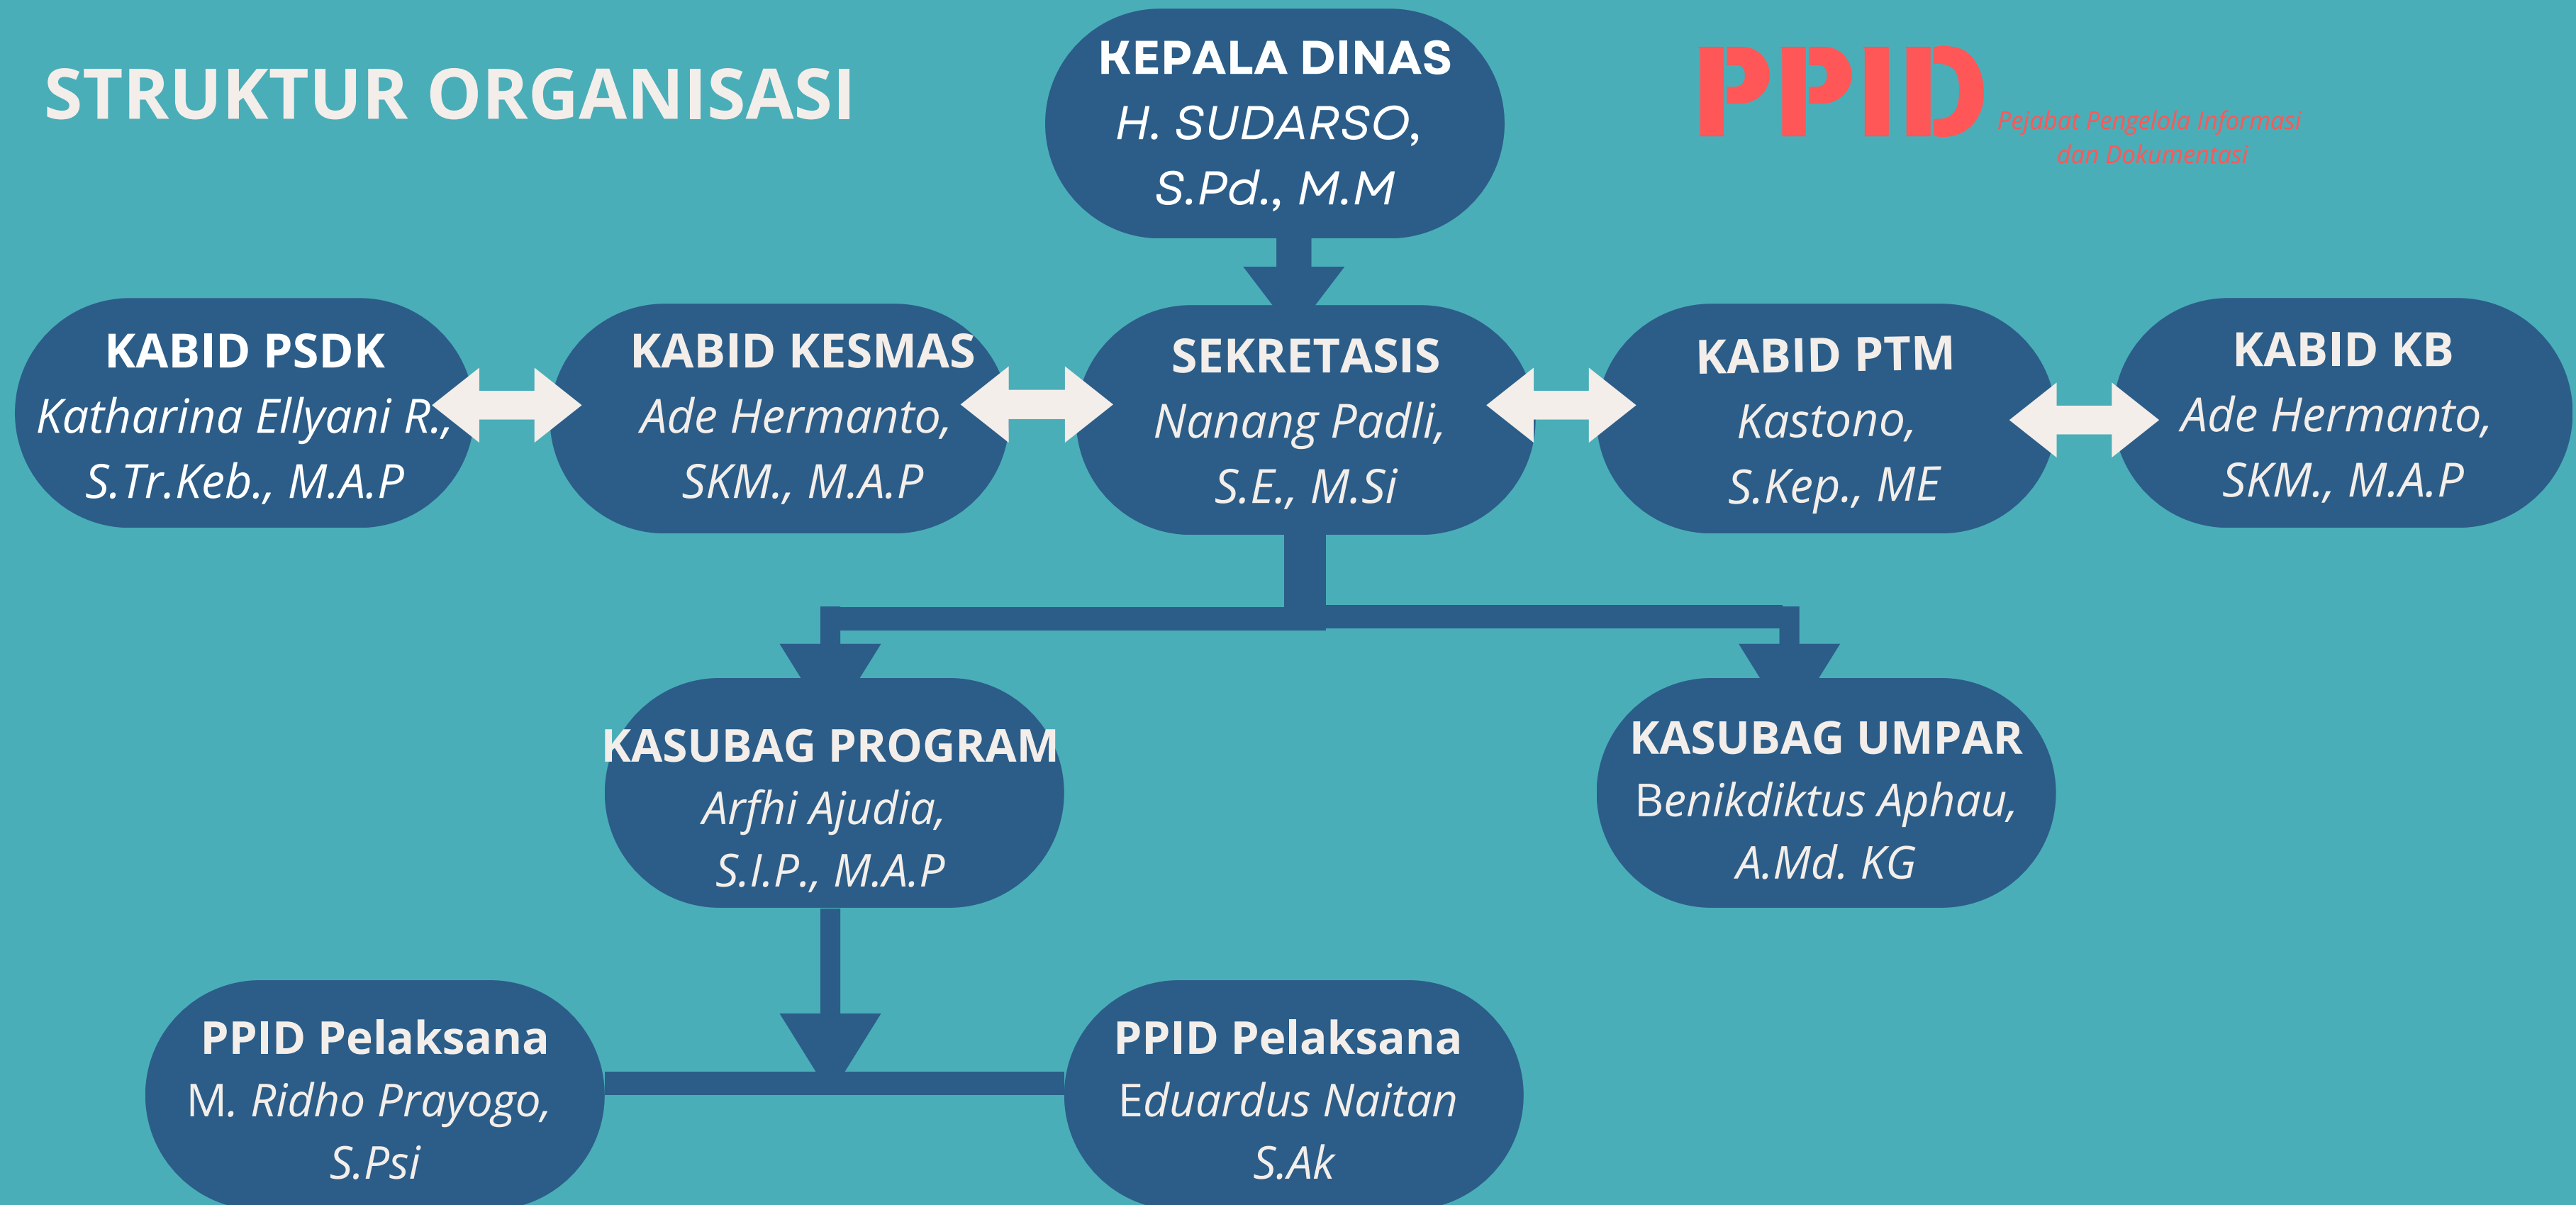 STRUKTUR ORGANISASI
KEPALA DINAS
H. SUDARSO,
S.Pd., M.M
PPID
Pejabat Pengelola Informasi
dan Dokumentasi
KABID PSDK
Katharina Ellyani R.,
S.Tr.Keb., M.A.P
KABID KESMAS
Ade Hermanto,
SKM., M.A.P
SEKRETASIS
Nanang Padli,
S.E., M.Si
KABID PTM
Kastono,
S.Kep., ME
KABID KB
Ade Hermanto,
SKM., M.A.P
KASUBAG PROGRAM
Arfhi Ajudia,
S.I.P., M.A.P
KASUBAG UMPAR
Benikdiktus Aphau,
A.Md. KG
PPID Pelaksana
M. Ridho Prayogo,
S.Psi
PPID Pelaksana
Eduardus Naitan
S.Ak